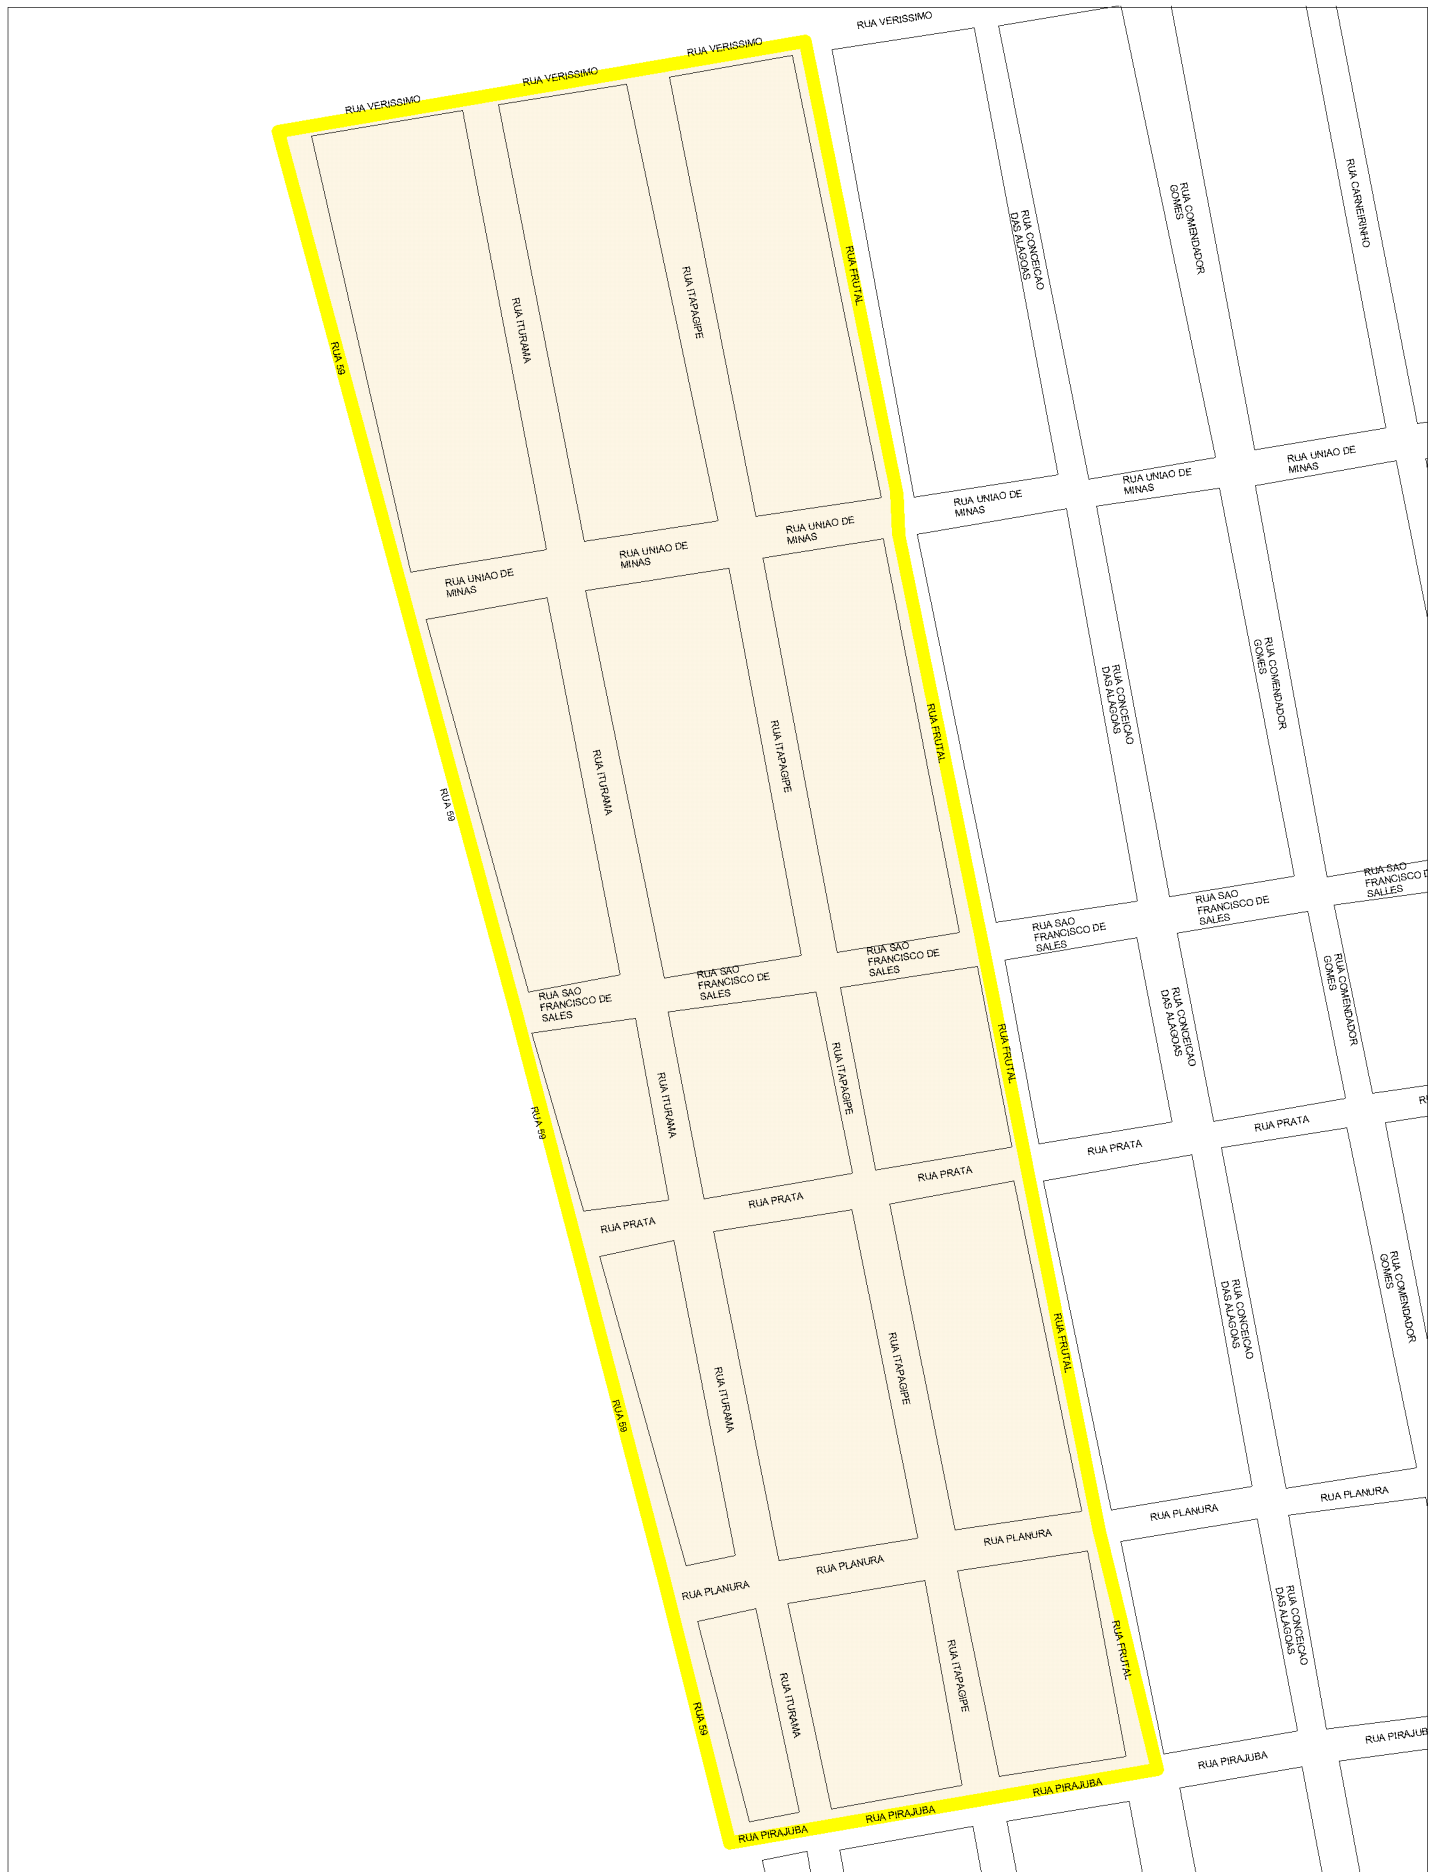 RUA VERISSIMO
RUA VERISSIMO
RUA VERISSIMO
RUA VERISSIMO
RUA CARNEIRINHO
RUA COMENDADOR
GOMES
RUA CONCEICAO
DAS ALAGOAS
RUA FRUTAL
RUA ITAPAGIPE
RUA ITURAMA
RUA 59
RUA UNIAO DE
MINAS
RUA UNIAO DE
MINAS
RUA UNIAO DE
MINAS
RUA UNIAO DE
MINAS
RUA UNIAO DE
MINAS
RUA UNIAO DE
MINAS
RUA COMENDADOR
GOMES
RUA CONCEICAO
DAS ALAGOAS
RUA FRUTAL
RUA ITAPAGIPE
RUA ITURAMA
RUA 59
RUA SAO
FRANCISCO D
SALLES
RUA SAO
FRANCISCO DE
SALES
RUA SAO
FRANCISCO DE
SALES
RUA SAO
FRANCISCO DE
SALES
RUA SAO
FRANCISCO DE
SALES
RUA SAO
FRANCISCO DE
SALES
RUA COMENDADOR
GOMES
RUA CONCEICAO
DAS ALAGOAS
RUA FRUTAL
RUA ITAPAGIPE
RUA ITURAMA
RUA 59
R
RUA PRATA
RUA PRATA
RUA PRATA
RUA PRATA
RUA PRATA
RUA COMENDADOR
GOMES
RUA CONCEICAO
DAS ALAGOAS
RUA FRUTAL
RUA ITAPAGIPE
RUA ITURAMA
RUA 59
RUA PLANURA
RUA PLANURA
RUA PLANURA
RUA PLANURA
RUA PLANURA
RUA CONCEICAO
DAS ALAGOAS
RUA FRUTAL
RUA ITAPAGIPE
RUA ITURAMA
RUA 59
RUA PIRAJUB
RUA PIRAJUBA
RUA PIRAJUBA
RUA PIRAJUBA
RUA PIRAJUBA